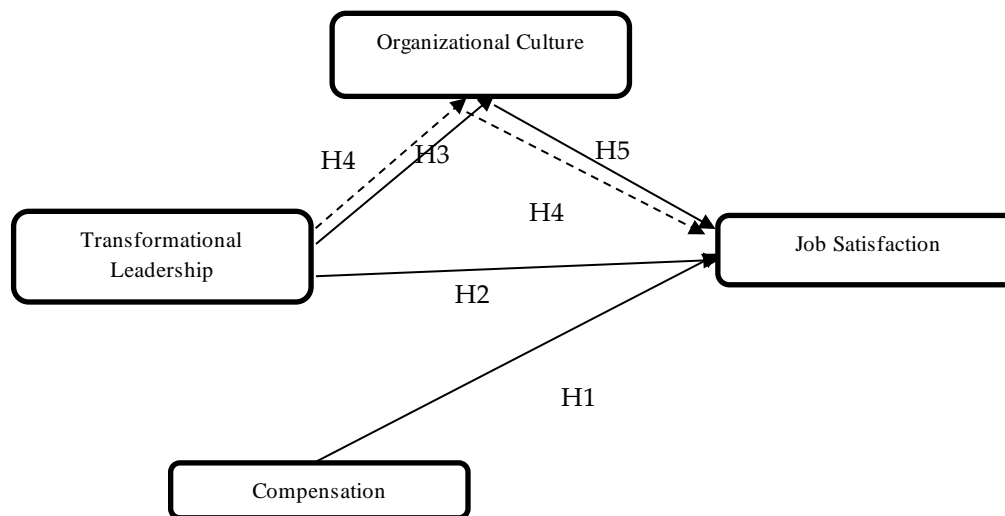 Organizational Culture
H4
H3
H5
H4
Transformational
Leadership
Job Satisfaction
H2
H1
Compensation